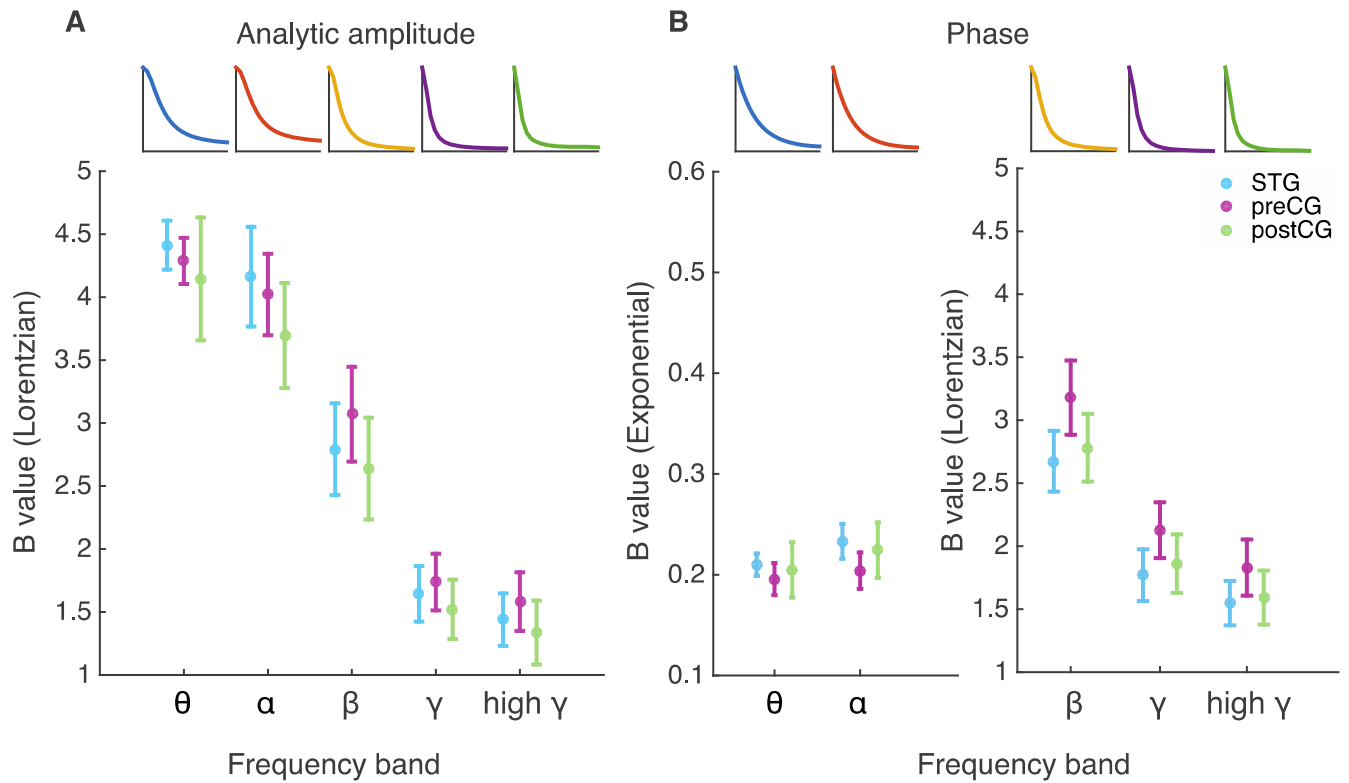 A
Analytic amplitude
B value (Lorentzian)
5
4.5
4
3.5
3
2.5
2
1.5
1
θ α β γ high γ
Frequency band
B
Phase
B value (Exponential)
0.6
0.5
0.4
0.3
0.2
0.1
θ α
B value (Lorentzian)
5
4.5
4
3.5
3
2.5
2
1.5
1
STG
preCG
postCG
β γ high γ
Frequency band